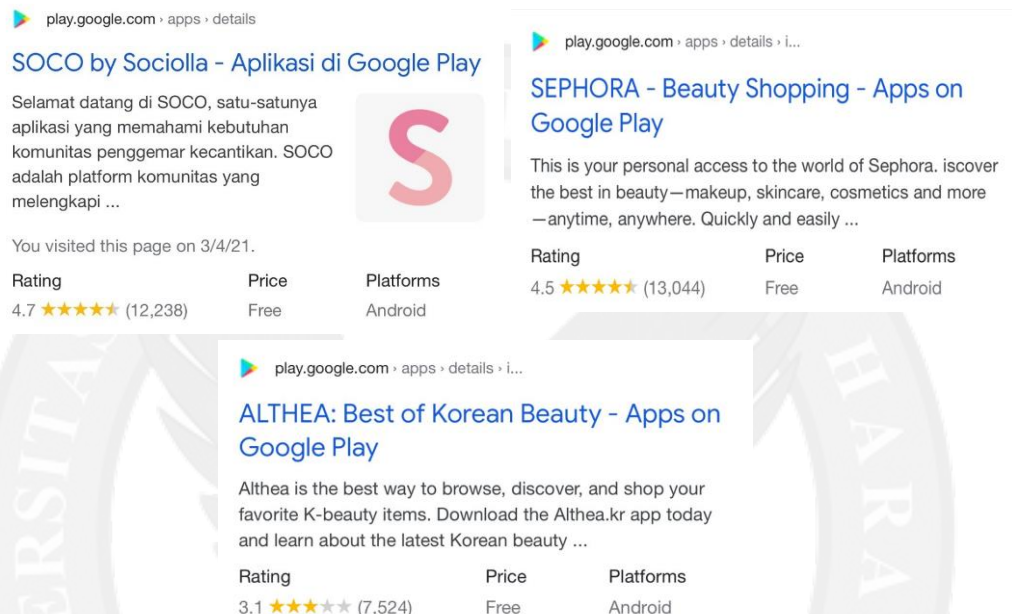 play.google.com › apps › details
SOCO by Sociolla - Aplikasi di Google Play
Selamat datang di SOCO, satu-satunya
aplikasi yang memahami kebutuhan
komunitas penggemar kecantikan. SOCO
adalah platform komunitas yang
melengkapi ...
You visited this page on 3/4/21.
Rating Price Platforms
4.7 ★★★★★ (12,238) Free Android
play.google.com › apps › details › i...
SEPHORA - Beauty Shopping - Apps on
Google Play
This is your personal access to the world of Sephora. iscover
the best in beauty—makeup, skincare, cosmetics and more
—anytime, anywhere. Quickly and easily ...
Rating Price Platforms
4.5 ★★★★★ (13,044) Free Android
play.google.com › apps › details › i...
ALTHEA: Best of Korean Beauty - Apps on
Google Play
Althea is the best way to browse, discover, and shop your
favorite K-beauty items. Download the Althea.kr app today
and learn about the latest Korean beauty ...
Rating Price Platforms
3.1 ★★★★★ (7,524) Free Android